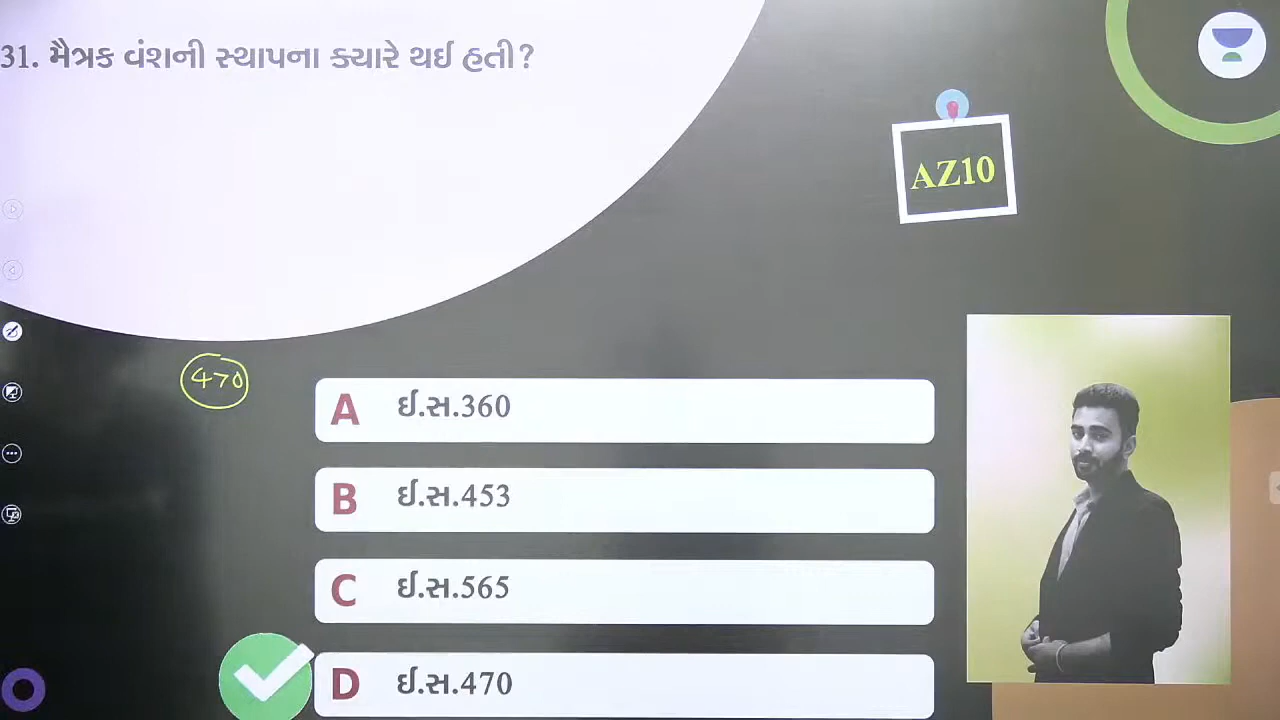 31. મૈત્રક વંશની સ્થાપના ક્યારે થઈ હતી?
AZ10
470
A ઈ.સ.360
B ઈ.સ.453
C ઈ.સ.565
D ઈ.સ.470